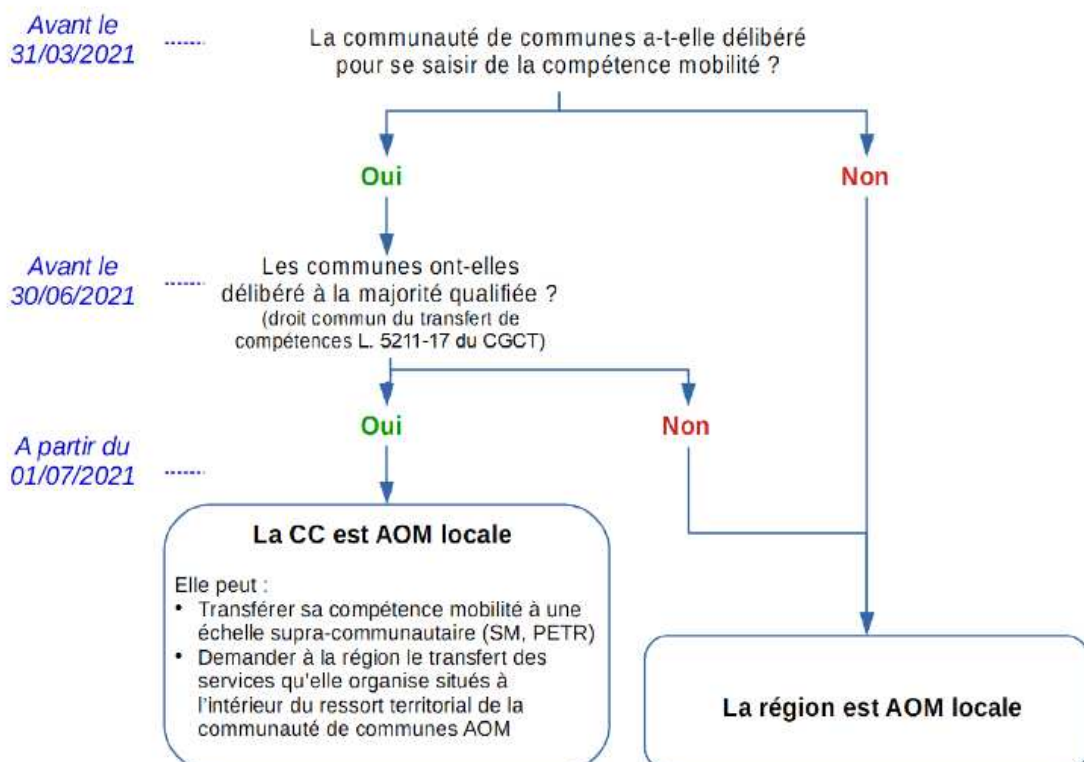 Avant le
31/03/2021
La communauté de communes a-t-elle délibéré
pour se saisir de la compétence mobilité ?
Oui
Non
Avant le
30/06/2021
Les communes ont-elles
délibéré à la majorité qualifiée ?
(droit commun du transfert de
compétences L. 5211-17 du CGCT)
Oui
Non
A partir du
01/07/2021
La CC est AOM locale
Elle peut :
• Transférer sa compétence mobilité à une
échelle supra-communautaire (SM, PETR)
• Demander à la région le transfert des
services qu'elle organise situés à
l'intérieur du ressort territorial de la
communauté de communes AOM
La région est AOM locale